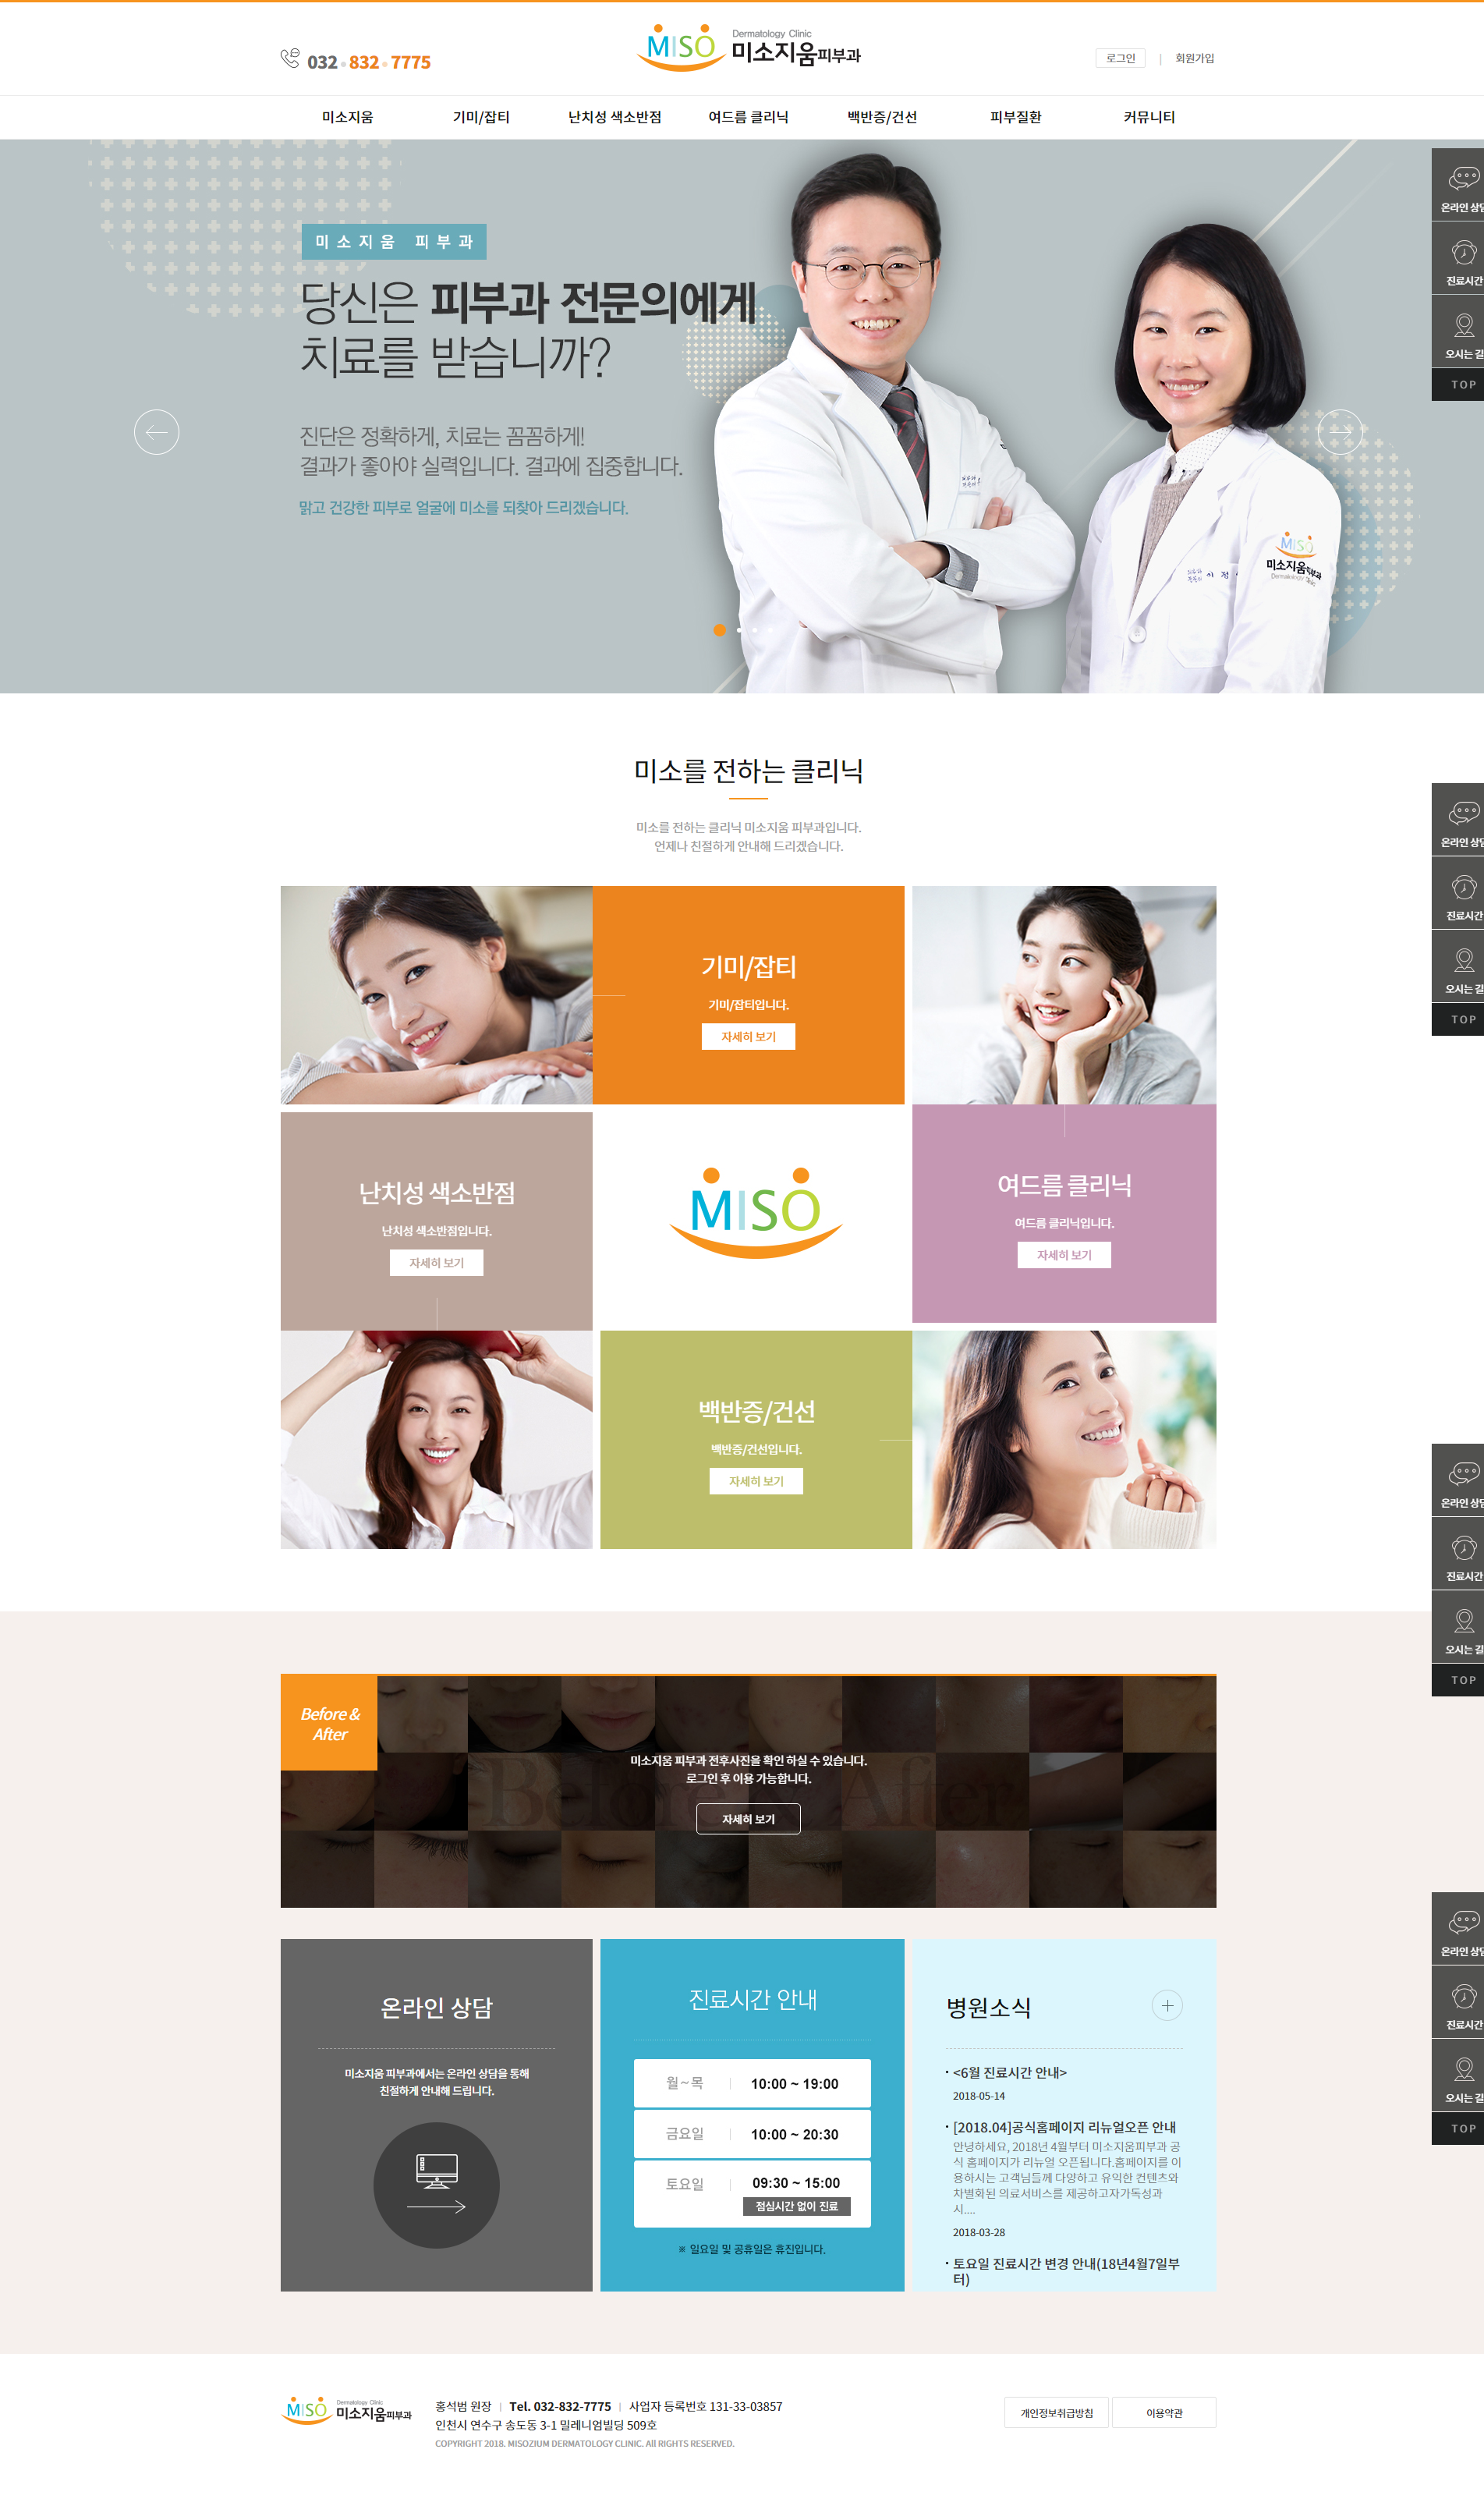 032 832 7775
MISO
Dermatology Clinic
미소지움피부과
로그인 | 회원가입
미소지움 기미/잡티 난치성 색소반점 여드름 클리닉 백반증/건선 피부질환 커뮤니티
미소지움 피부과
당신은 피부과 전문의에게
치료를 받습니까?
진단은 정확하게, 치료는 꼼꼼하게!
결과가 좋아야 실력입니다. 결과에 집중합니다.
맑고 건강한 피부로 얼굴에 미소를 되찾아 드리겠습니다.
MISO
미소지움피부과
Dermatology Clinic
온라인 상담
진료시간
오시는 길
TOP
미소를 전하는 클리닉
미소를 전하는 클리닉 미소지움 피부과입니다.
언제나 친절하게 안내해 드리겠습니다.
온라인 상담
진료시간
오시는 길
TOP
기미/잡티
기미/잡티입니다.
자세히 보기
난치성 색소반점
난치성 색소반점입니다.
자세히 보기
MISO
여드름 클리닉
여드름 클리닉입니다.
자세히 보기
백반증/건선
백반증/건선입니다.
자세히 보기
온라인 상담
진료시간
오시는 길
TOP
Before &
After
Before After
미소지움 피부과 전후사진을 확인 하실 수 있습니다.
로그인 후 이용 가능합니다.
자세히 보기
온라인 상담
진료시간
오시는 길
TOP
온라인 상담
미소지움 피부과에서는 온라인 상담을 통해
친절하게 안내해 드립니다.
진료시간 안내
월~목 10:00 ~ 19:00
금요일 10:00 ~ 20:30
토요일 09:30 ~ 15:00
점심시간 없이 진료
※ 일요일 및 공휴일은 휴진입니다.
병원소식
<6월 진료시간 안내>
2018-05-14
[2018.04]공식홈페이지 리뉴얼오픈 안내
안녕하세요, 2018년 4월부터 미소지움피부과 공
식 홈페이지가 리뉴얼 오픈됩니다.홈페이지를 이
용하시는 고객님들께 다양하고 유익한 컨텐츠와
차별화된 의료서비스를 제공하고자가독성과
시....
2018-03-28
토요일 진료시간 변경 안내(18년4월7일부
터)
MISO
Dermatology Clinic
미소지움피부과
홍석범 원장 | Tel. 032-832-7775 | 사업자 등록번호 131-33-03857
인천시 연수구 송도동 3-1 밀레니엄빌딩 509호
COPYRIGHT 2018. MISOZIUM DERMATOLOGY CLINIC. All RIGHTS RESERVED.
개인정보취급방침
이용약관